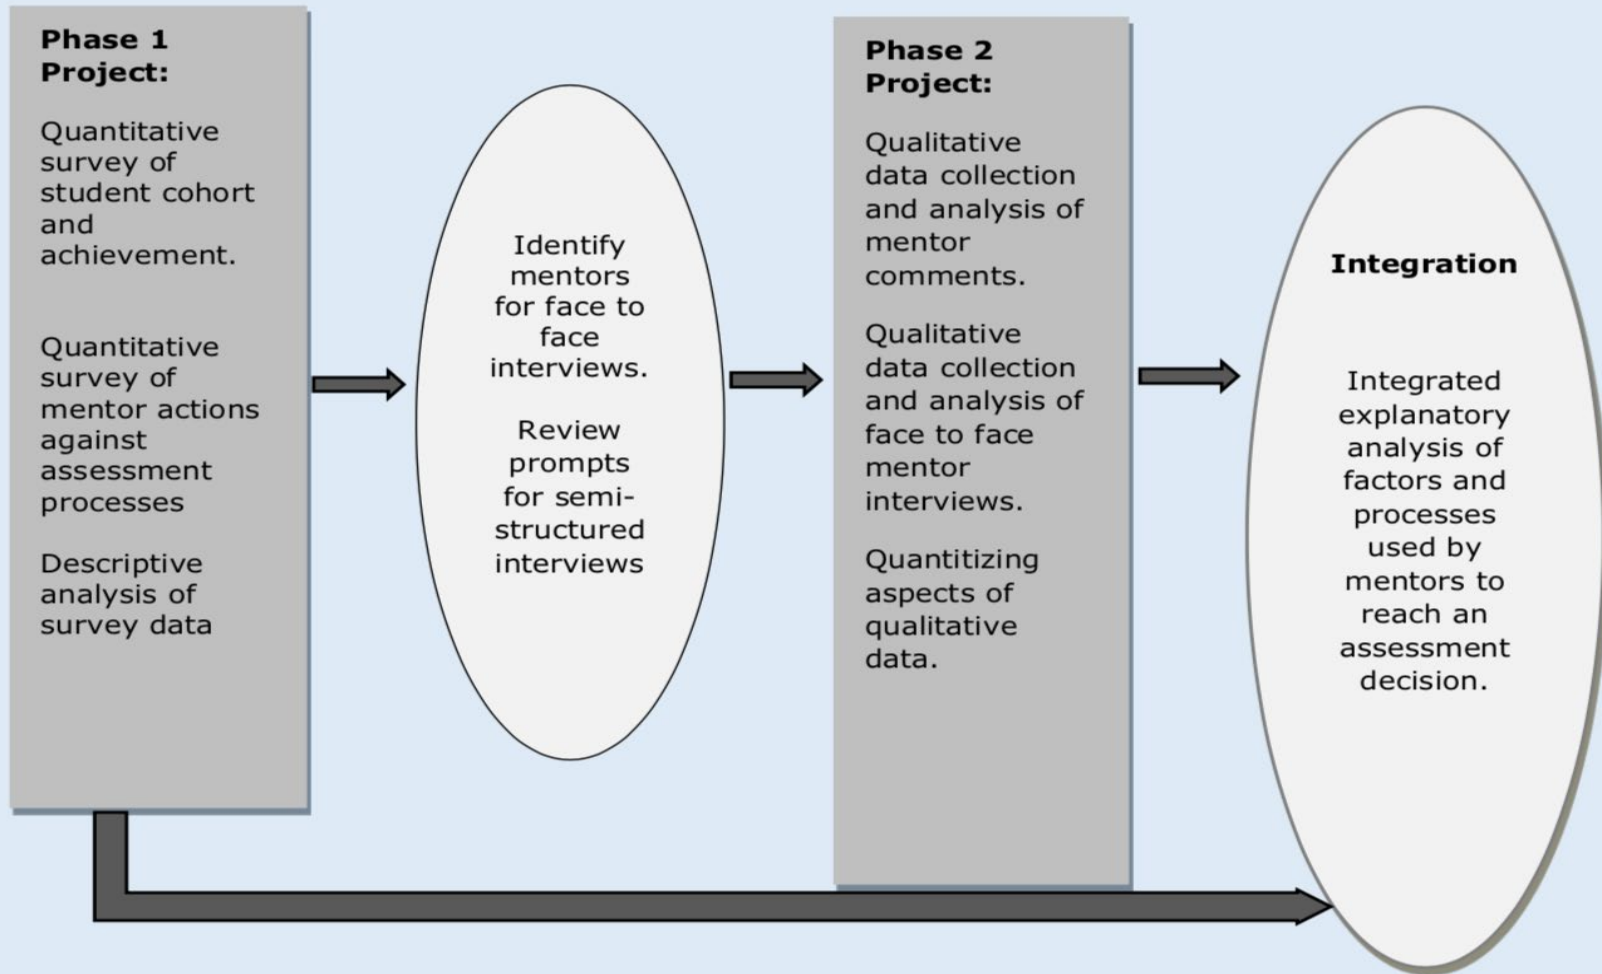 Phase 1
Project:
Quantitative
survey of
student cohort
and
achievement.
Quantitative
survey of
mentor actions
against
assessment
processes
Descriptive
analysis of
survey data
Identify
mentors
for face to
face
interviews.
Review
prompts
for semi-
structured
interviews
Phase 2
Project:
Qualitative
data collection
and analysis of
mentor
comments.
Qualitative
data collection
and analysis of
face to face
mentor
interviews.
Quantitizing
aspects of
qualitative
data.
Integration
Integrated
explanatory
analysis of
factors and
processes
used by
mentors to
reach an
assessment
decision.